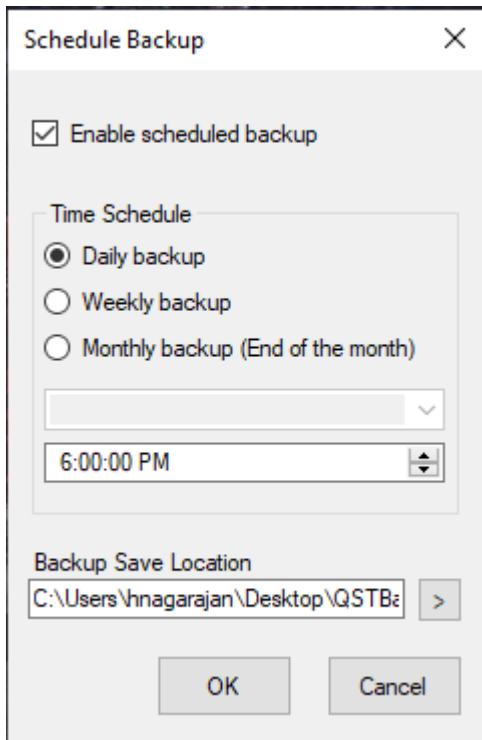 Schedule Backup
Enable scheduled backup
Time Schedule
Daily backup
Weekly backup
Monthly backup (End of the month)
6:00:00 PM
Backup Save Location
C:\Users\hnagarajan\Desktop\QSTBa
>
OK
Cancel